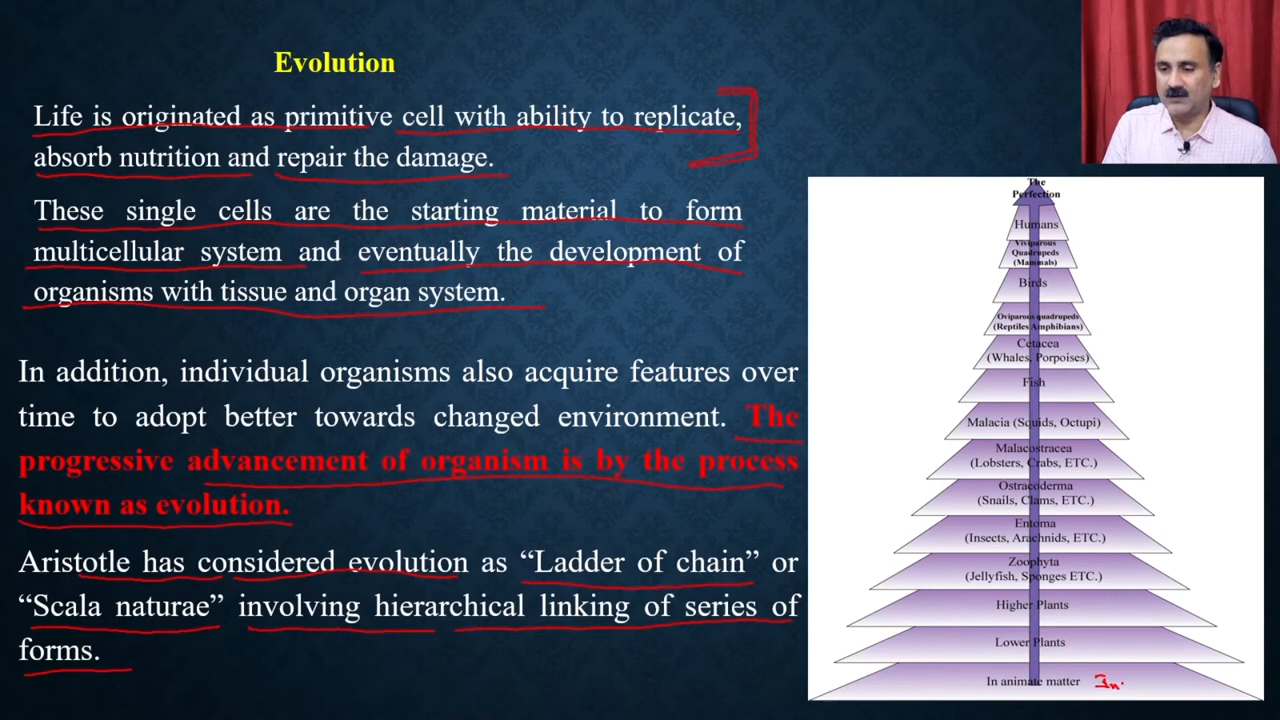 Evolution
Life is originated as primitive cell with ability to replicate,
absorb nutrition and repair the damage.
These single cells are the starting material to form
multicellular system and eventually the development of
organisms with tissue and organ system.
In addition, individual organisms also acquire features over
time to adopt better towards changed environment. The
progressive advancement of organism is by the process
known as evolution.
Aristotle has considered evolution as “Ladder of chain” or
“Scala naturae” involving hierarchical linking of series of
forms.
The
Perfection
Humans
Viviparous
Quadrupeds
(Mammals)
Birds
Oviparous quadrupeds
(Reptiles Amphibians)
Cetacea
(Whales, Porpoises)
Fish
Malacia (Squids, Octupi)
Malacostracea
(Lobsters, Crabs, ETC.)
Ostracoderma
(Snails, Clams, ETC.)
Entoma
(Insects, Arachnids, ETC.)
Zoophyta
(Jellyfish, Sponges ETC.)
Higher Plants
Lower Plants
In animate matter In.